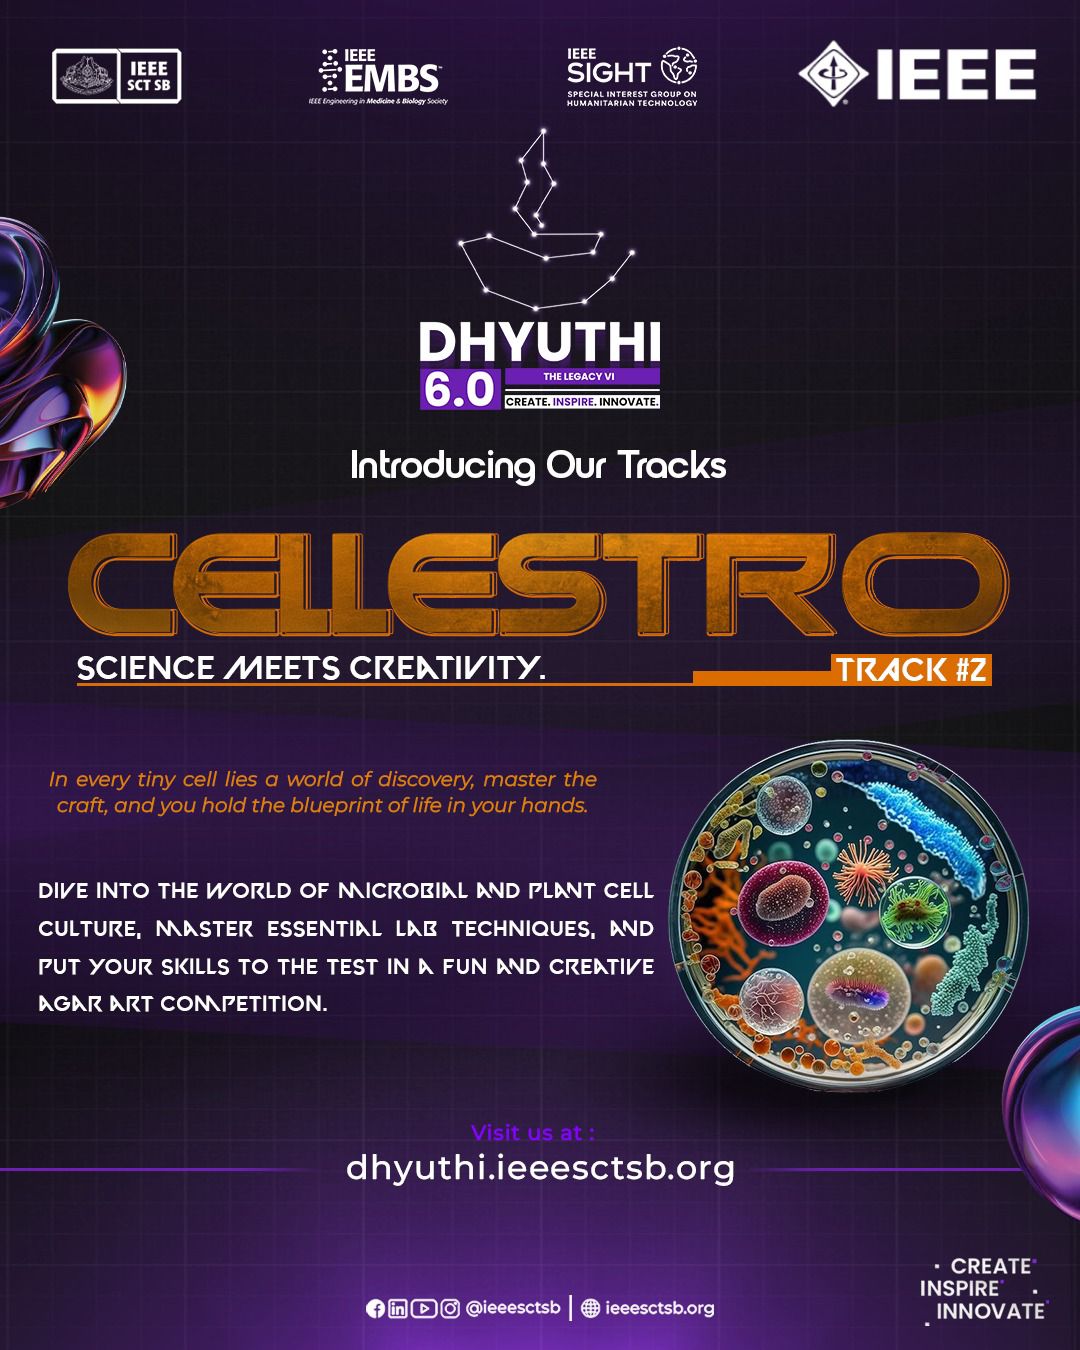 IEEE
SCT SB
IEEE
EMBS™
IEEE Engineering in Medicine & Biology Society
IEEE
SIGHT
SPECIAL INTEREST GROUP ON
HUMANITARIAN TECHNOLOGY
IEEE
DHYUTHI
6.0
THE LEGACY VI
CREATE. INSPIRE. INNOVATE.
Introducing Our Tracks
CELLESTRO
SCIENCE MEETS CREATIVITY.
TRACK #2
In every tiny cell lies a world of discovery, master the
craft, and you hold the blueprint of life in your hands.
DIVE INTO THE WORLD OF MICROBIAL AND PLANT CELL
CULTURE, MASTER ESSENTIAL LAB TECHNIQUES, AND
PUT YOUR SKILLS TO THE TEST IN A FUN AND CREATIVE
AGAR ART COMPETITION.
Visit us at :
dhyuthi.ieeesctsb.org
@ieeesctsb | ieeesctsb.org
CREATE
INSPIRE
INNOVATE